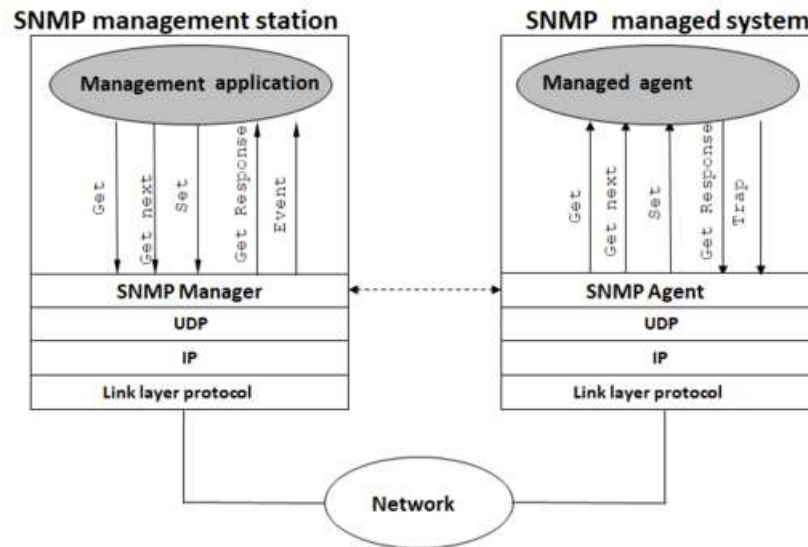 SNMP management station
Management application
Get
Get next
Set
Get Response
Event
SNMP Manager
UDP
IP
Link layer protocol
SNMP managed system
Managed agent
Get
Get next
Set
Get Response
Trap
SNMP Agent
UDP
IP
Link layer protocol
Network